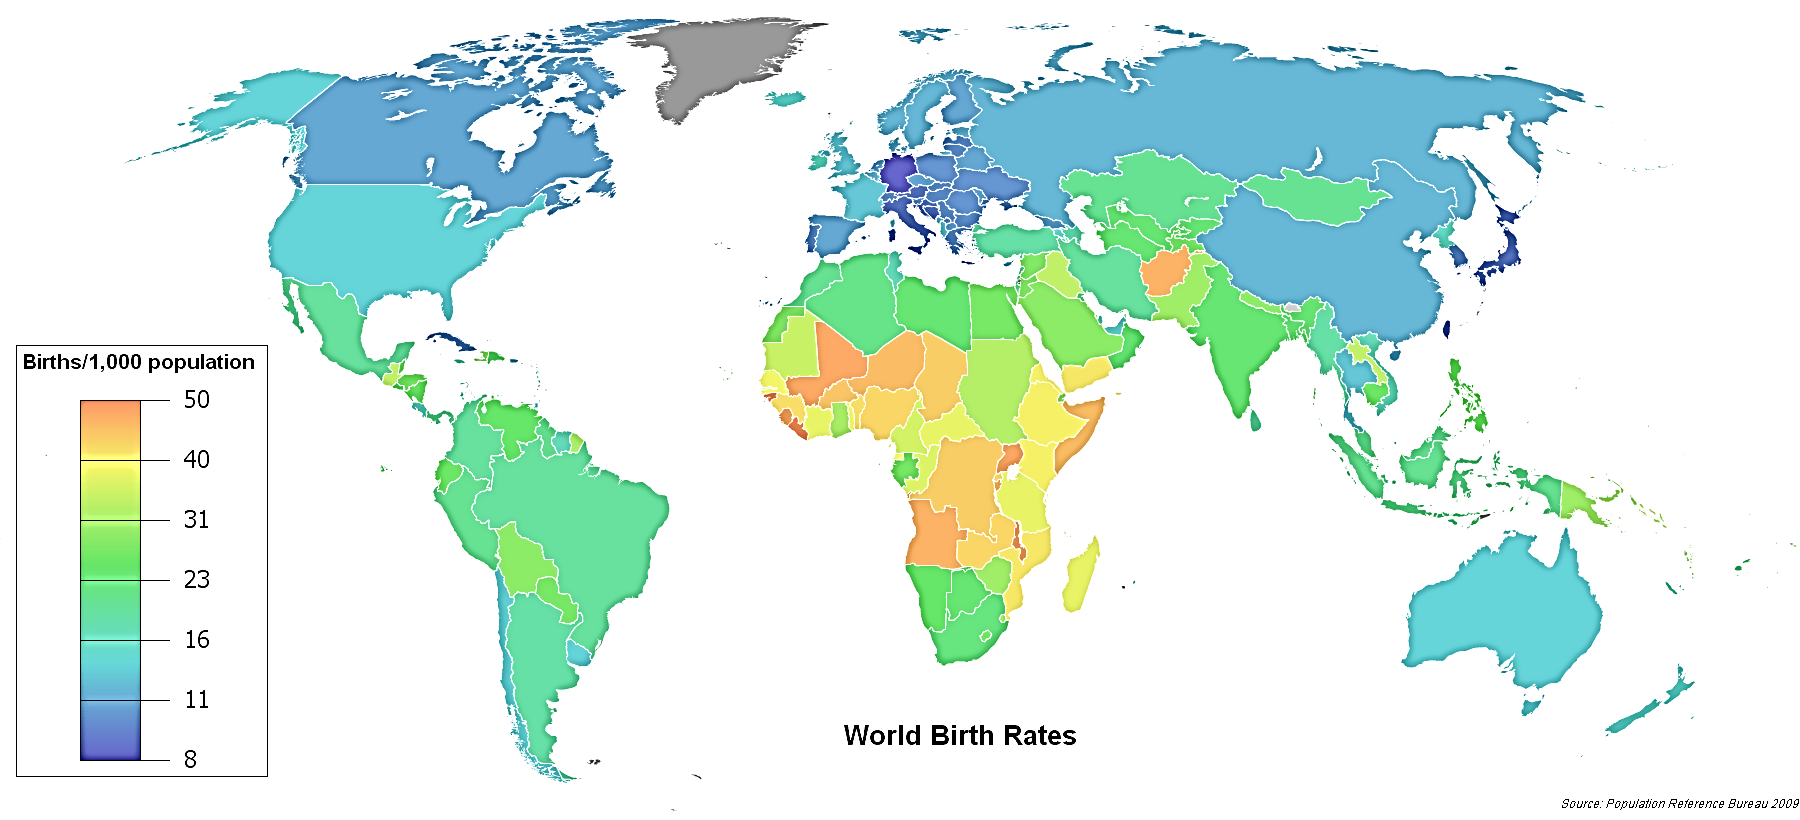 Births/1,000 population
50
40
31
23
16
11
8
World Birth Rates
Source: Population Reference Bureau 2009